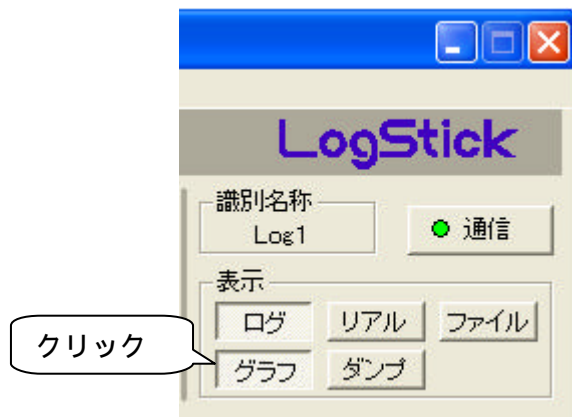 LogStick
識別名称
Log1
通信
表示
ログ リアル ファイル
クリック
グラフ ダンプ